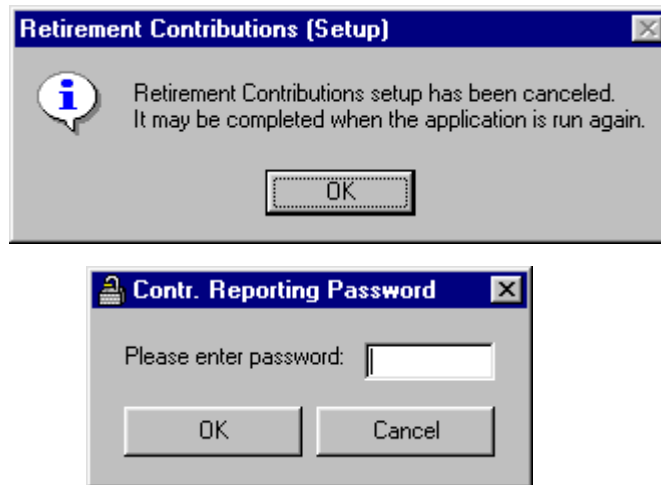 Retirement Contributions (Setup)
Retirement Contributions setup has been canceled.
It may be completed when the application is run again.
OK
Contr. Reporting Password
Please enter password:
OK Cancel